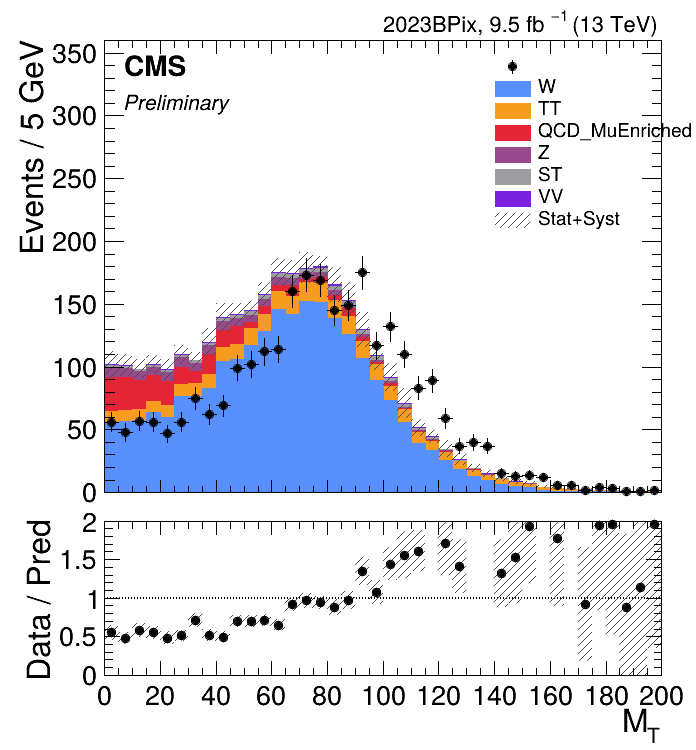 2023BPix, 9.5 fb⁻¹ (13 TeV)
CMS
Preliminary
W
TT
QCD_MuEnriched
Z
ST
VV
Stat+Syst
Events / 5 GeV
350
300
250
200
150
100
50
0
Data / Pred
2
1.5
1
0.5
0
0 20 40 60 80 100 120 140 160 180 200
M_T